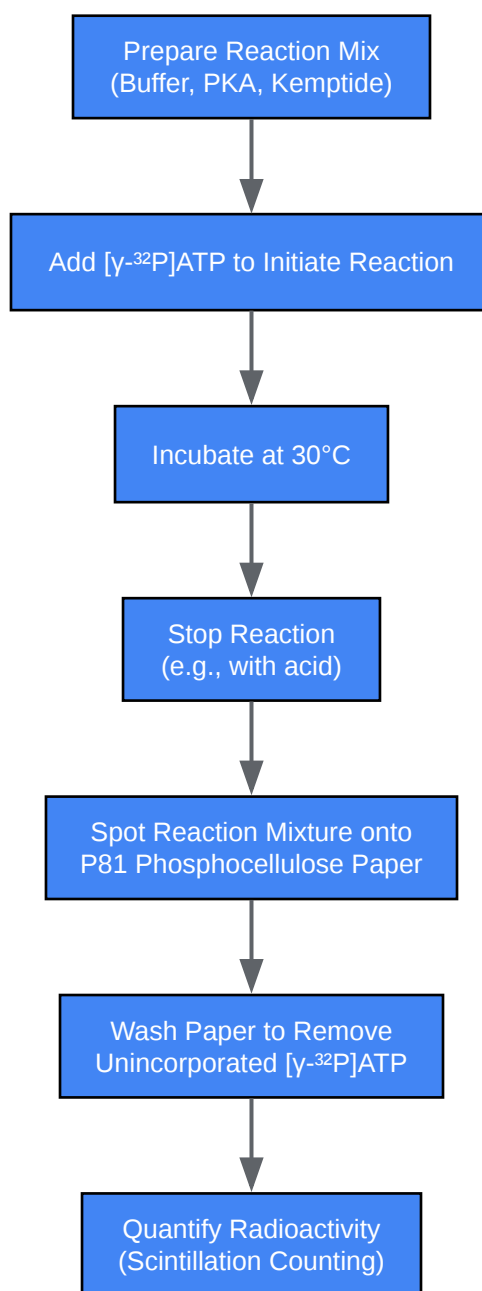 Prepare Reaction Mix
(Buffer, PKA, Kemptide)
Add [γ-³²P]ATP to Initiate Reaction
Incubate at 30°C
Stop Reaction
(e.g., with acid)
Spot Reaction Mixture onto
P81 Phosphocellulose Paper
Wash Paper to Remove
Unincorporated [γ-³²P]ATP
Quantify Radioactivity
(Scintillation Counting)